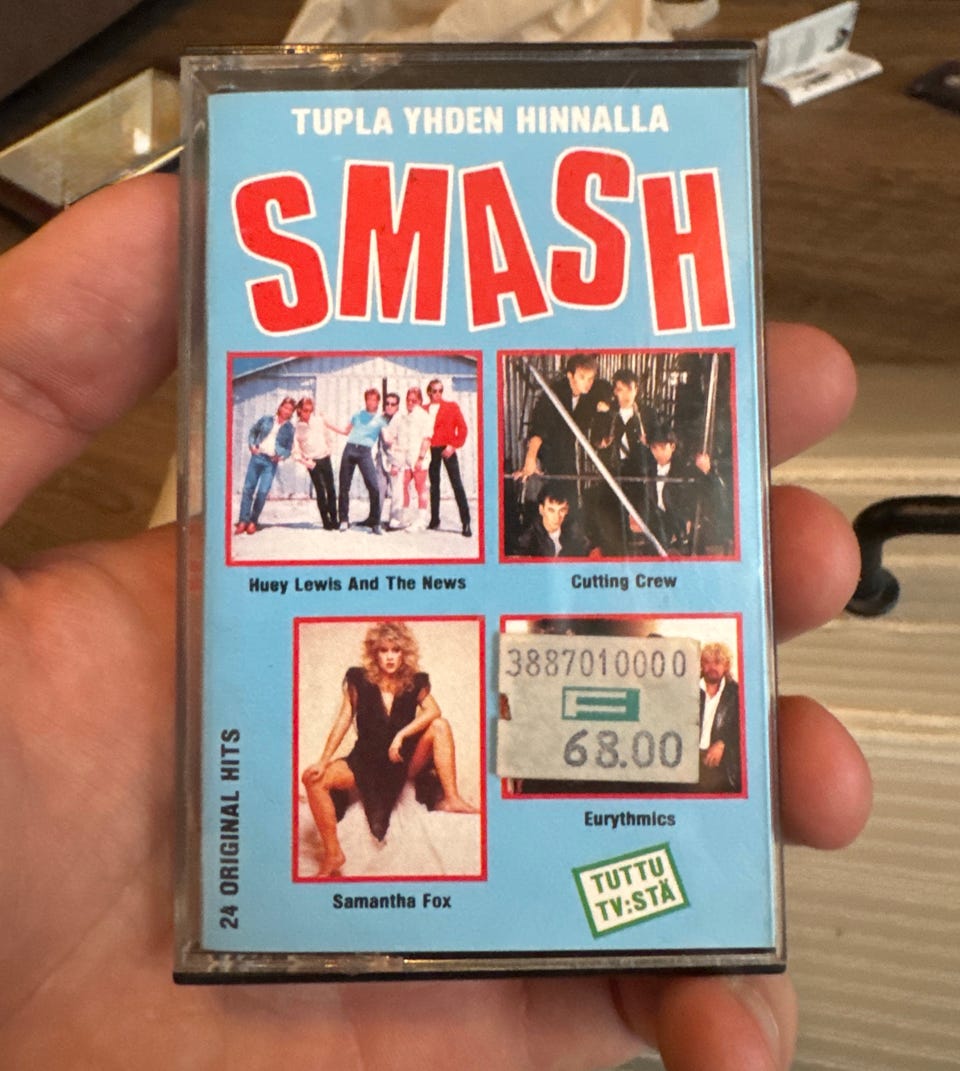 TUPLA YHDEN HINNALLA
SMASH
Huey Lewis And The News
Cutting Crew
3887010000
68.00
Samantha Fox
Eurythmics
24 ORIGINAL HITS
TUTTU
TV:STÄ